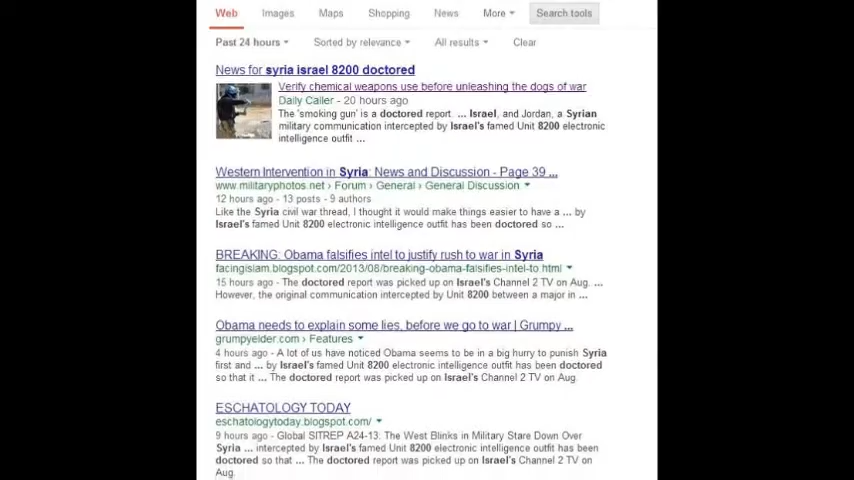 Web Images Maps Shopping News More Search tools
Past 24 hours Sorted by relevance All results Clear
News for syria israel 8200 doctored
Verify chemical weapons use before unleashing the dogs of war
Daily Caller - 20 hours ago
The 'smoking gun' is a doctored report ... Israel, and Jordan, a Syrian
military communication intercepted by Israel's famed Unit 8200 electronic
intelligence outfit ...
Western Intervention in Syria: News and Discussion - Page 39 ...
www.militaryphotos.net › Forum › General › General Discussion
12 hours ago - 13 posts - 9 authors
Like the Syria civil war thread, I thought it would make things easier to have a ... by
Israel's famed Unit 8200 electronic intelligence outfit has been doctored so ...
BREAKING: Obama falsifies intel to justify rush to war in Syria
facingislam.blogspot.com/2013/08/breaking-obama-falsifies-intel-to.html
15 hours ago - The doctored report was picked up on Israel's Channel 2 TV on Aug. ...
However, the original communication intercepted by Unit 8200 between a major in ...
Obama needs to explain some lies, before we go to war | Grumpy ...
grumpyelder.com › Features
4 hours ago - A lot of us have noticed Obama seems to be in a big hurry to punish Syria
first and ... by Israel's famed Unit 8200 electronic intelligence outfit has been doctored
so that it ... The doctored report was picked up on Israel's Channel 2 TV on Aug.
ESCHATOLOGY TODAY
eschatologytoday.blogspot.com/
9 hours ago - Global SITREP A24-13: The West Blinks in Military Stare Down Over
Syria ... intercepted by Israel's famed Unit 8200 electronic intelligence outfit has been
doctored so that ... The doctored report was picked up on Israel's Channel 2 TV on
Aug.